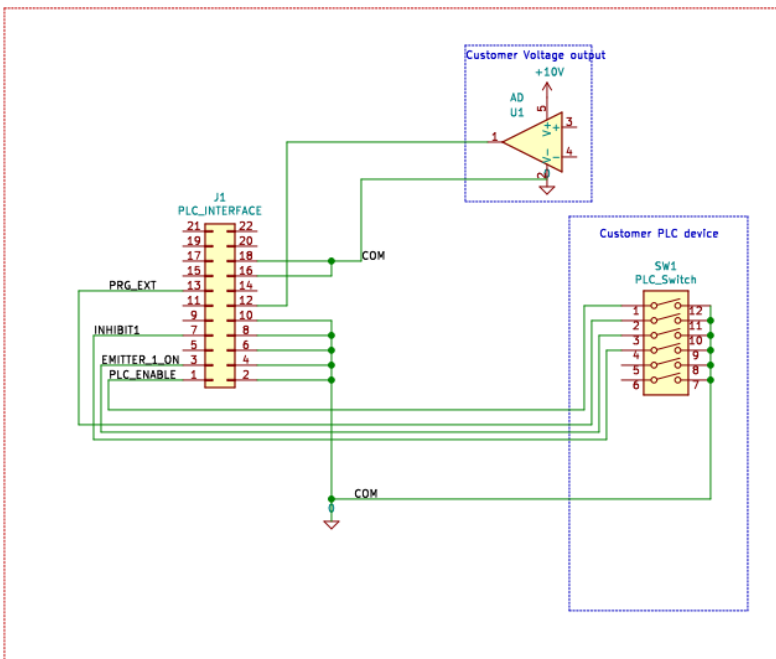 Customer Voltage output
+10V
AD
U1
5
V+
+
3
1
-
4
V-
2
0
J1
PLC_INTERFACE
21 22
19 20
17 18
15 16
13 14
11 12
9 10
7 8
5 6
3 4
1 2
COM
PRG_EXT
INHIBIT1
EMITTER_1_ON
PLC_ENABLE
Customer PLC device
SW1
PLC_Switch
1 12
2 11
3 10
4 9
5 8
6 7
COM
0